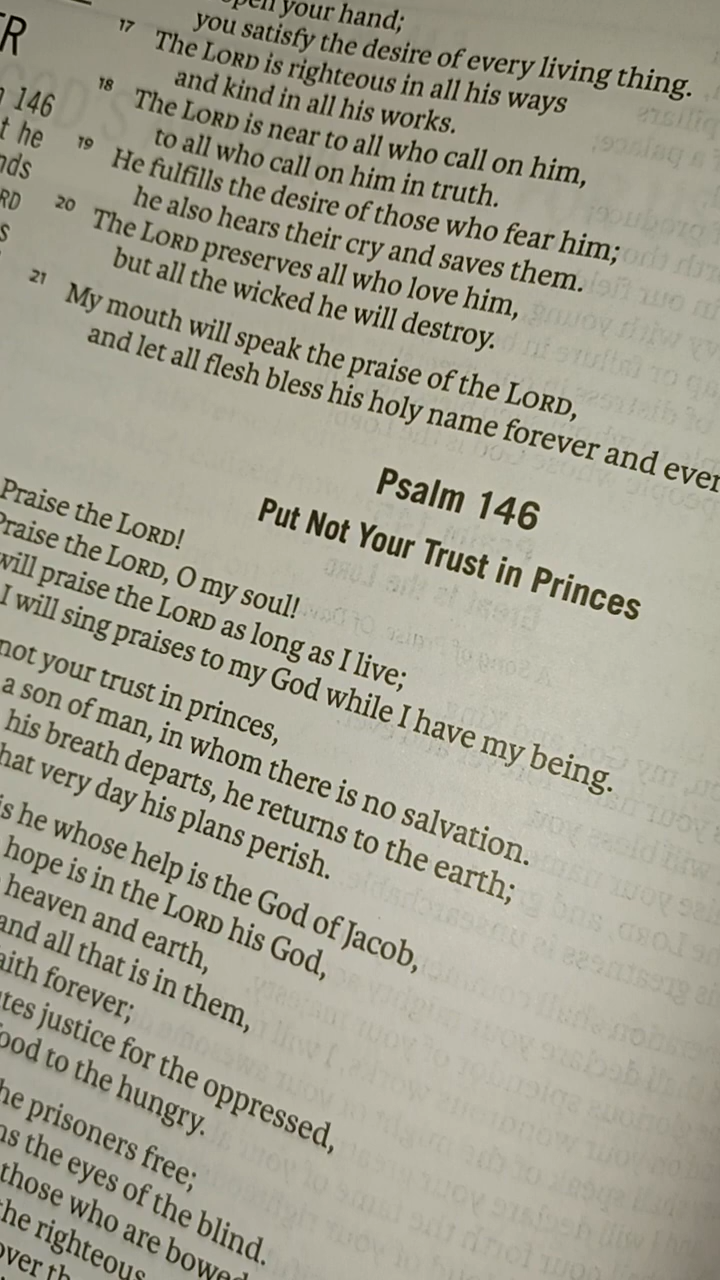 your hand;
you satisfy the desire of every living thing.
17 The LORD is righteous in all his ways
and kind in all his works.
18 The LORD is near to all who call on him,
to all who call on him in truth.
19 He fulfills the desire of those who fear him;
he also hears their cry and saves them.
20 The LORD preserves all who love him,
but all the wicked he will destroy.
21 My mouth will speak the praise of the LORD,
and let all flesh bless his holy name forever and ever
Psalm 146
Put Not Your Trust in Princes
Praise the LORD!
Praise the LORD, O my soul!
will praise the LORD as long as I live;
I will sing praises to my God while I have my being.
not your trust in princes,
a son of man, in whom there is no salvation.
his breath departs, he returns to the earth;
that very day his plans perish.
is he whose help is the God of Jacob,
hope is in the LORD his God,
heaven and earth,
and all that is in them,
faith forever;
justice for the oppressed,
food to the hungry.
the prisoners free;
the eyes of the blind.
those who are bowed
the righteous
over
146
he